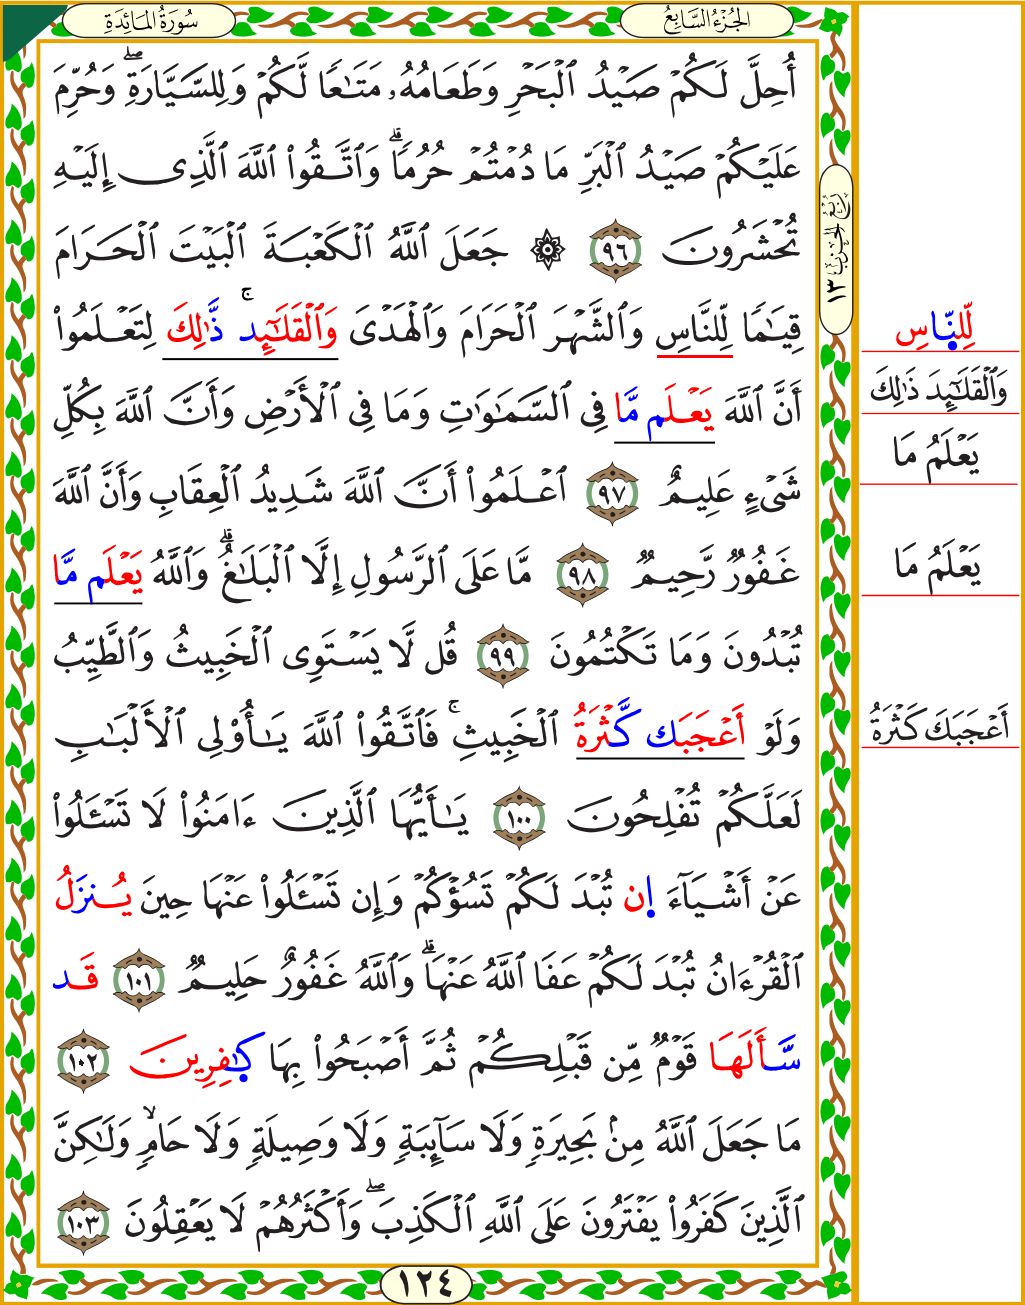 سُورَةُ المَائدَةِ
الجُزْءُ السَّابِعُ
أُحِلَّ لَكُمْ صَيْدُ ٱلْبَحْرِ وَطَعَامُهُۥ مَتَـٰعًا لَّكُمْ وَلِلسَّيَّارَةِ ۖ وَحُرِّمَ
عَلَيْكُمْ صَيْدُ ٱلْبَرِّ مَا دُمْتُمْ حُرُمًا ۗ وَٱتَّقُوا۟ ٱللَّهَ ٱلَّذِى إِلَيْهِ
تُحْشَرُونَ ٩٦ ۞ جَعَلَ ٱللَّهُ ٱلْكَعْبَةَ ٱلْبَيْتَ ٱلْحَرَامَ
قِيَـٰمًا لِّلنَّاسِ وَٱلشَّهْرَ ٱلْحَرَامَ وَٱلْهَدْىَ وَٱلْقَلَـٰٓئِد ۚ ذَّٰلِكَ لِتَعْلَمُوا۟
أَنَّ ٱللَّهَ يَعْلَم مَّا فِى ٱلسَّمَـٰوَٰتِ وَمَا فِى ٱلْأَرْضِ وَأَنَّ ٱللَّهَ بِكُلِّ
شَىْءٍ عَلِيمٌ ٩٧ ٱعْلَمُوٓا۟ أَنَّ ٱللَّهَ شَدِيدُ ٱلْعِقَابِ وَأَنَّ ٱللَّهَ
غَفُورٌ رَّحِيمٌ ٩٨ مَّا عَلَى ٱلرَّسُولِ إِلَّا ٱلْبَلَـٰغُ ۗ وَٱللَّهُ يَعْلَم مَّا
تُبْدُونَ وَمَا تَكْتُمُونَ ٩٩ قُل لَّا يَسْتَوِى ٱلْخَبِيثُ وَٱلطَّيِّبُ
وَلَوْ أَعْجَبَك كَّثْرَةُ ٱلْخَبِيثِ ۚ فَٱتَّقُوا۟ ٱللَّهَ يَـٰأُو۟لِى ٱلْأَلْبَـٰبِ
لَعَلَّكُمْ تُفْلِحُونَ ١٠٠ يَـٰأَيُّهَا ٱلَّذِينَ ءَامَنُوا۟ لَا تَسْـَٔلُوا۟
عَنْ أَشْيَآءَ إِن تُبْدَ لَكُمْ تَسُؤْكُمْ وَإِن تَسْـَٔلُوا۟ عَنْهَا حِينَ يُنزَلُ
ٱلْقُرْءَانُ تُبْدَ لَكُمْ عَفَا ٱللَّهُ عَنْهَا ۗ وَٱللَّهُ غَفُورٌ حَلِيمٌ ١٠١ قَد
سَّأَلَهَا قَوْمٌ مِّن قَبْلِكُمْ ثُمَّ أَصْبَحُوا۟ بِهَا كَـٰفِرِينَ ١٠٢
مَا جَعَلَ ٱللَّهُ مِنۢ بَحِيرَةٍ وَلَا سَآئِبَةٍ وَلَا وَصِيلَةٍ وَلَا حَامٍ ۙ وَلَـٰكِنَّ
ٱلَّذِينَ كَفَرُوا۟ يَفْتَرُونَ عَلَى ٱللَّهِ ٱلْكَذِبَ ۖ وَأَكْثَرُهُمْ لَا يَعْقِلُونَ ١٠٣
١٢٤
رُبْعُ الحِزْبِ ١٣
لِّلنَّاسِ
وَٱلْقَلَـٰٓئِدَ ذَٰلِكَ
يَعْلَمُ مَا
يَعْلَمُ مَا
أَعْجَبَكَ كَثْرَةُ